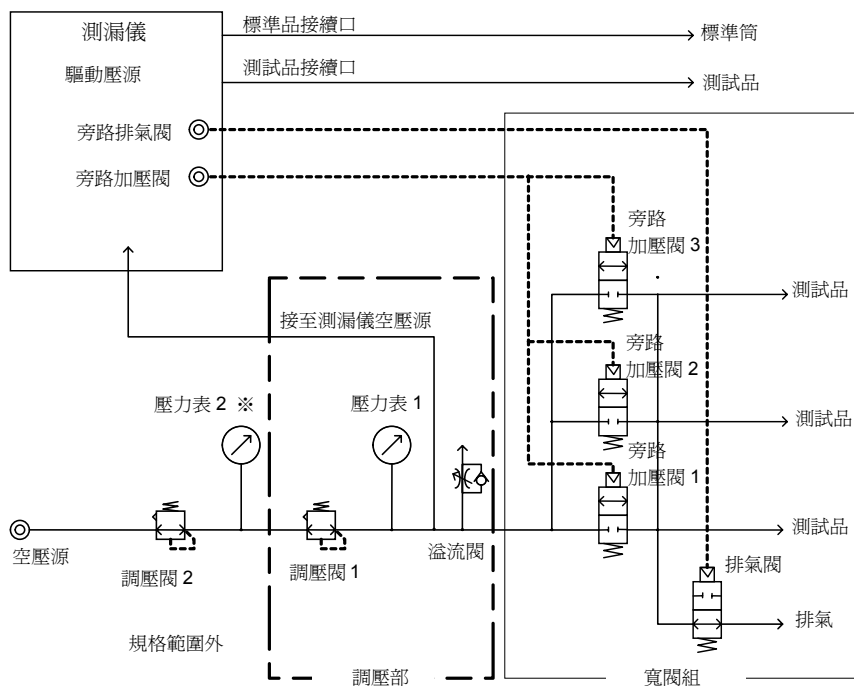 測漏儀
標準品接續口
標準筒
驅動壓源
測試品接續口
測試品
旁路排氣閥
旁路加壓閥
旁路
加壓閥 3
測試品
接至測漏儀空壓源
旁路
加壓閥 2
壓力表 2 ※
壓力表 1
測試品
旁路
加壓閥 1
測試品
空壓源
溢流閥
調壓閥 2
調壓閥 1
排氣閥
排氣
規格範圍外
調壓部
寬閥組